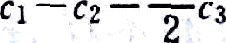 c₁ — c₂ — —/2 c₃